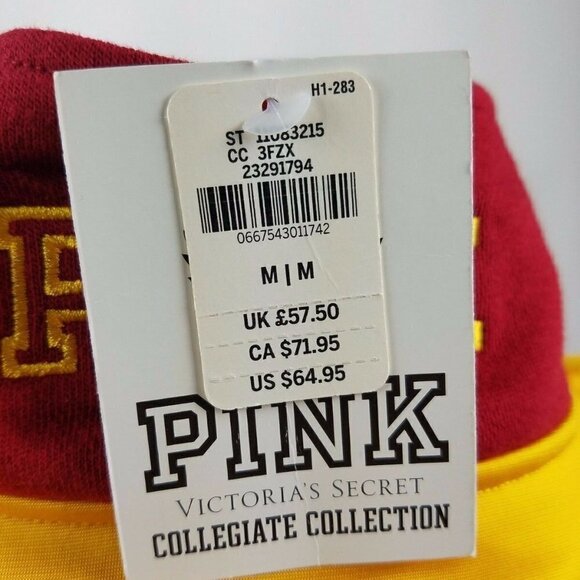 H1-283
ST 11083215
CC 3FZX
23291794
0667543011742
M | M
UK £57.50
CA $71.95
US $64.95
PINK
VICTORIA'S SECRET
COLLEGIATE COLLECTION